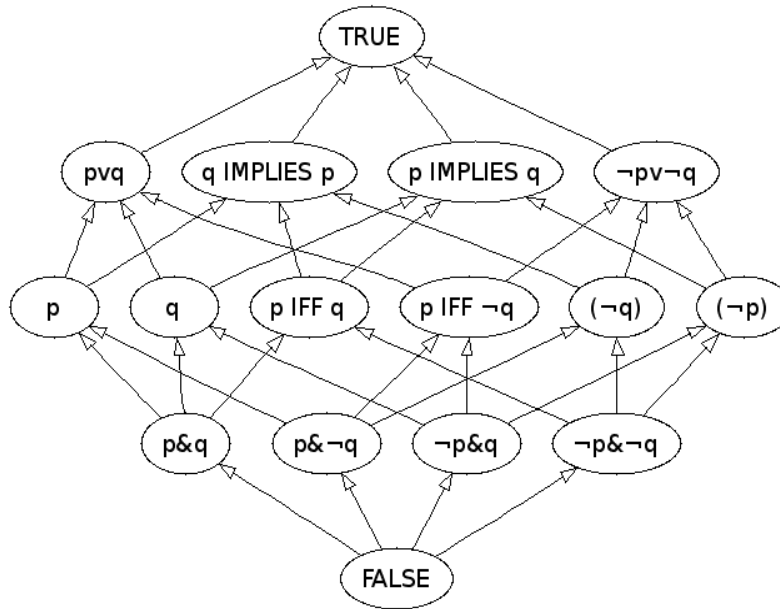 TRUE
pvq
q IMPLIES p
p IMPLIES q
¬pv¬q
p
q
p IFF q
p IFF ¬q
(¬q)
(¬p)
p&q
p&¬q
¬p&q
¬p&¬q
FALSE